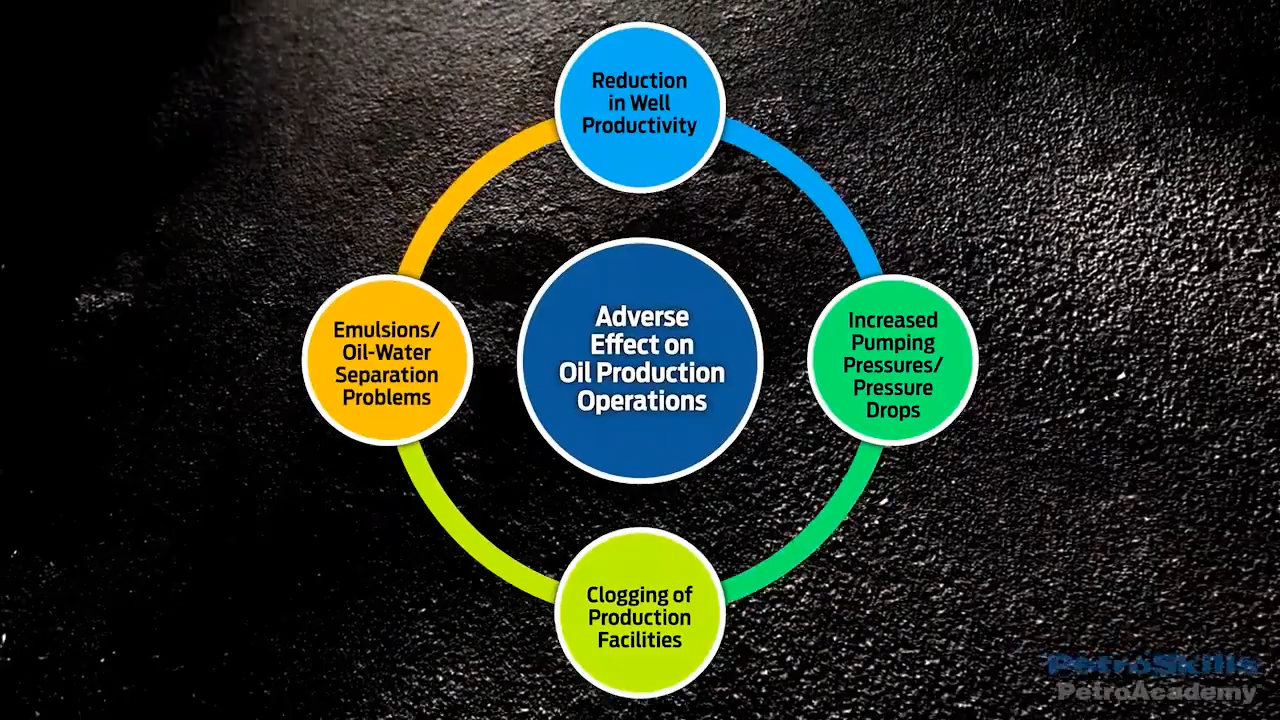 Reduction
in Well
Productivity
Emulsions/
Oil-Water
Separation
Problems
Adverse
Effect on
Oil Production
Operations
Increased
Pumping
Pressures/
Pressure
Drops
Clogging of
Production
Facilities
PetroSkills
PetroAcademy